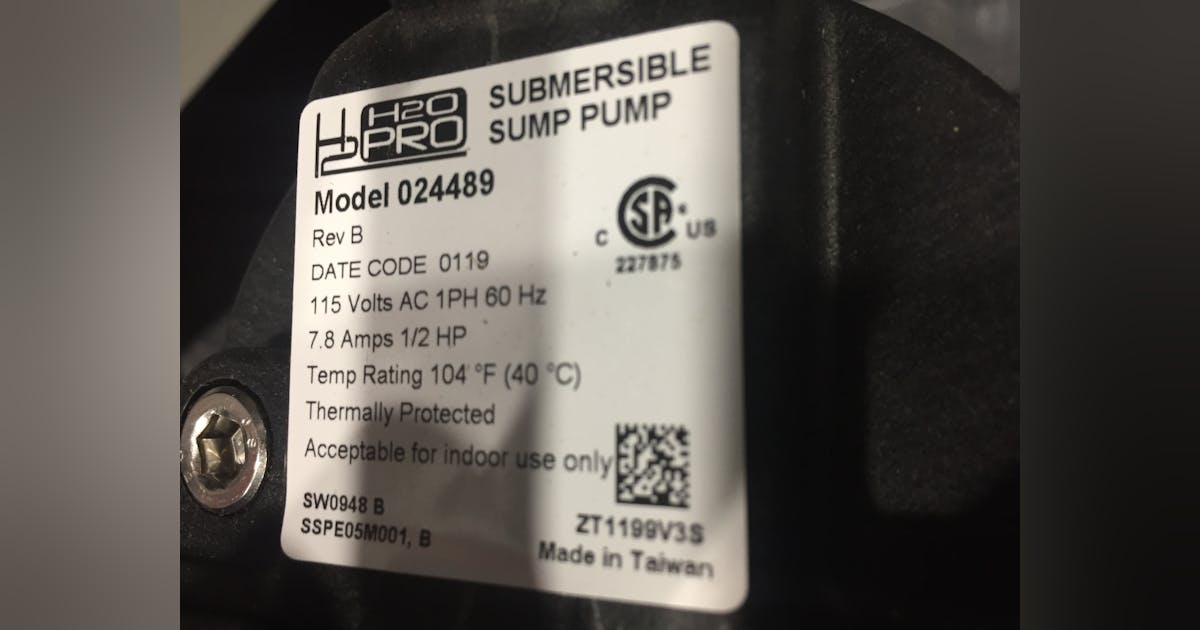 H2 H2O PRO
SUBMERSIBLE
SUMP PUMP
Model 024489
Rev B
DATE CODE 0119
115 Volts AC 1PH 60 Hz
7.8 Amps 1/2 HP
Temp Rating 104 °F (40 °C)
Thermally Protected
Acceptable for indoor use only
C SA ® US
227875
SW0948 B
SSPE05M001, B
ZT1199V3S
Made in Taiwan